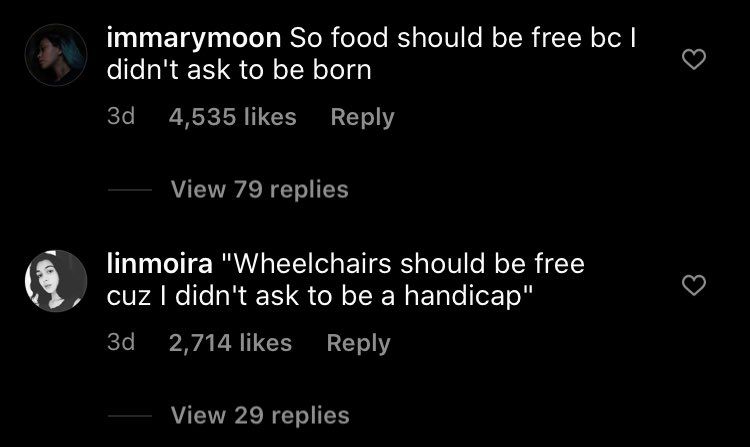 immarymoon So food should be free bc I
didn't ask to be born
3d 4,535 likes Reply
View 79 replies
linmoira "Wheelchairs should be free
cuz I didn't ask to be a handicap"
3d 2,714 likes Reply
View 29 replies